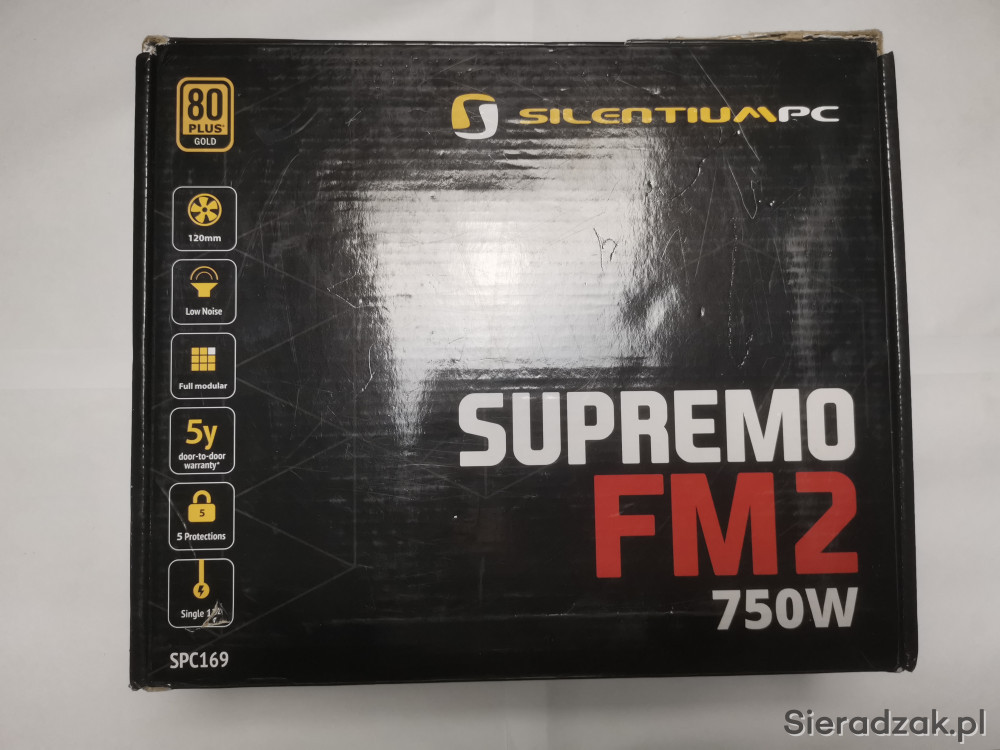 80
PLUS
GOLD
SILENTIUMPC
120mm
Low Noise
Full modular
5y
door-to-door
warranty*
5
5 Protections
Single
SPC169
SUPREMO
FM2
750W
Sieradzak.pl